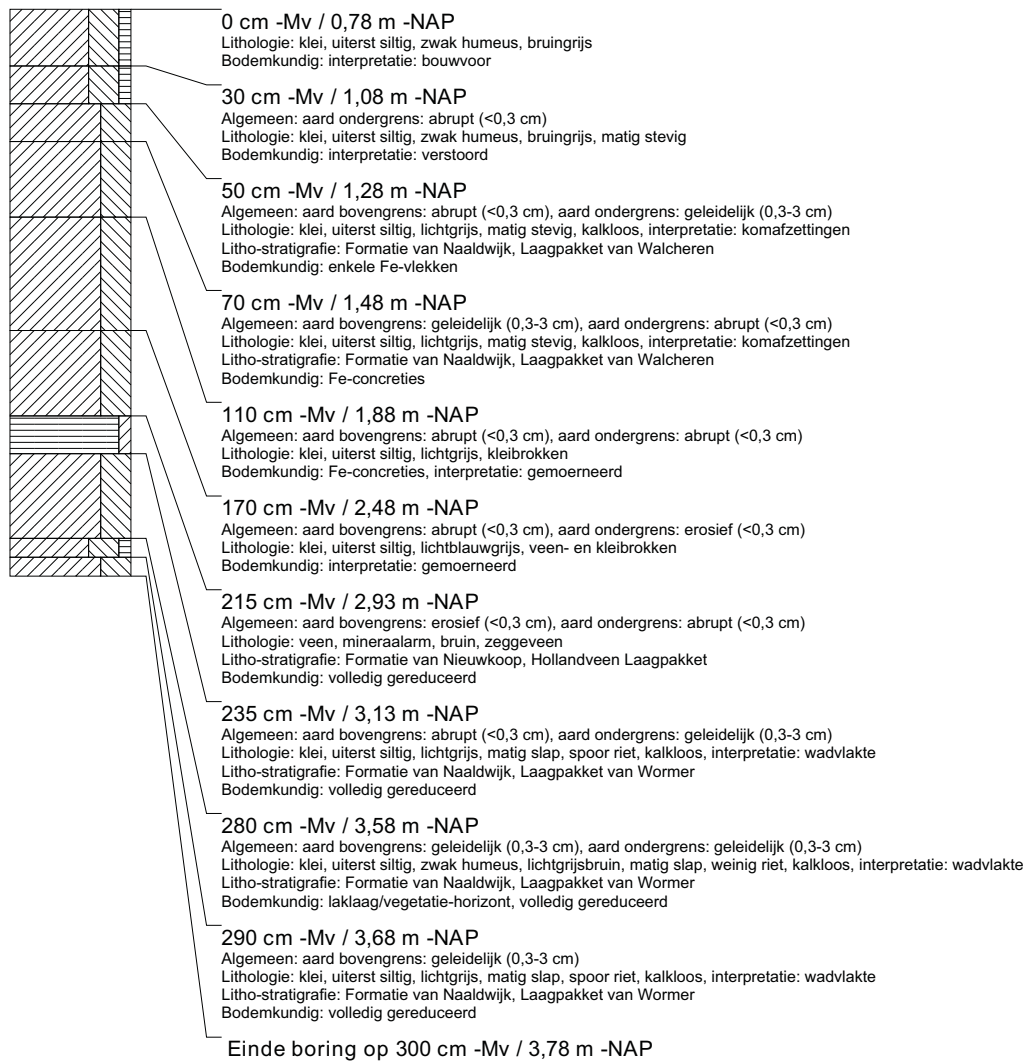 0 cm -Mv / 0,78 m -NAP
Lithologie: klei, uiterst siltig, zwak humeus, bruingrijs
Bodemkundig: interpretatie: bouwvoor
30 cm -Mv / 1,08 m -NAP
Algemeen: aard ondergrens: abrupt (<0,3 cm)
Lithologie: klei, uiterst siltig, zwak humeus, bruingrijs, matig stevig
Bodemkundig: interpretatie: verstoord
50 cm -Mv / 1,28 m -NAP
Algemeen: aard bovengrens: abrupt (<0,3 cm), aard ondergrens: geleidelijk (0,3-3 cm)
Lithologie: klei, uiterst siltig, lichtgrijs, matig stevig, kalkloos, interpretatie: komafzettingen
Litho-stratigrafie: Formatie van Naaldwijk, Laagpakket van Walcheren
Bodemkundig: enkele Fe-vlekken
70 cm -Mv / 1,48 m -NAP
Algemeen: aard bovengrens: geleidelijk (0,3-3 cm), aard ondergrens: abrupt (<0,3 cm)
Lithologie: klei, uiterst siltig, lichtgrijs, matig stevig, kalkloos, interpretatie: komafzettingen
Litho-stratigrafie: Formatie van Naaldwijk, Laagpakket van Walcheren
Bodemkundig: Fe-concreties
110 cm -Mv / 1,88 m -NAP
Algemeen: aard bovengrens: abrupt (<0,3 cm), aard ondergrens: abrupt (<0,3 cm)
Lithologie: klei, uiterst siltig, lichtgrijs, kleibrokken
Bodemkundig: Fe-concreties, interpretatie: gemoerneerd
170 cm -Mv / 2,48 m -NAP
Algemeen: aard bovengrens: abrupt (<0,3 cm), aard ondergrens: erosief (<0,3 cm)
Lithologie: klei, uiterst siltig, lichtblauwgrijs, veen- en kleibrokken
Bodemkundig: interpretatie: gemoerneerd
215 cm -Mv / 2,93 m -NAP
Algemeen: aard bovengrens: erosief (<0,3 cm), aard ondergrens: abrupt (<0,3 cm)
Lithologie: veen, mineraalarm, bruin, zeggeveen
Litho-stratigrafie: Formatie van Nieuwkoop, Hollandveen Laagpakket
Bodemkundig: volledig gereduceerd
235 cm -Mv / 3,13 m -NAP
Algemeen: aard bovengrens: abrupt (<0,3 cm), aard ondergrens: geleidelijk (0,3-3 cm)
Lithologie: klei, uiterst siltig, lichtgrijs, matig slap, spoor riet, kalkloos, interpretatie: wadvlakte
Litho-stratigrafie: Formatie van Naaldwijk, Laagpakket van Wormer
Bodemkundig: volledig gereduceerd
280 cm -Mv / 3,58 m -NAP
Algemeen: aard bovengrens: geleidelijk (0,3-3 cm), aard ondergrens: geleidelijk (0,3-3 cm)
Lithologie: klei, uiterst siltig, zwak humeus, lichtgrijsbruin, matig slap, weinig riet, kalkloos, interpretatie: wadvlakte
Litho-stratigrafie: Formatie van Naaldwijk, Laagpakket van Wormer
Bodemkundig: laklaag/vegetatie-horizont, volledig gereduceerd
290 cm -Mv / 3,68 m -NAP
Algemeen: aard bovengrens: geleidelijk (0,3-3 cm)
Lithologie: klei, uiterst siltig, lichtgrijs, matig slap, spoor riet, kalkloos, interpretatie: wadvlakte
Litho-stratigrafie: Formatie van Naaldwijk, Laagpakket van Wormer
Bodemkundig: volledig gereduceerd
Einde boring op 300 cm -Mv / 3,78 m -NAP